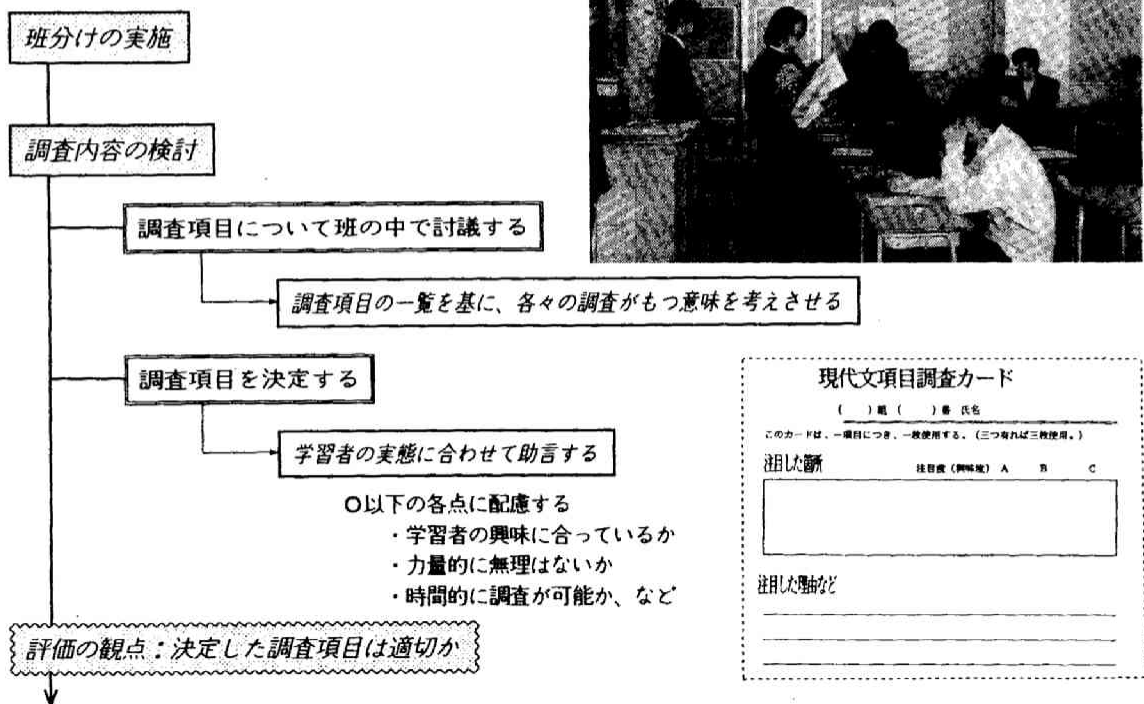 班分けの実施
調査内容の検討
調査項目について班の中で討議する
調査項目の一覧を基に、各々の調査がもつ意味を考えさせる
調査項目を決定する
学習者の実態に合わせて助言する
○以下の各点に配慮する
・学習者の興味に合っているか
・力量的に無理はないか
・時間的に調査が可能か、など
評価の観点:決定した調査項目は適切か
現代文項目調査カード
(　　)組(　　)番 氏名
このカードは、一項目につき、一枚使用する。(三つ有れば三枚使用。)
注目した箇所　注目度(興味度) A　B　C
注目した理由など